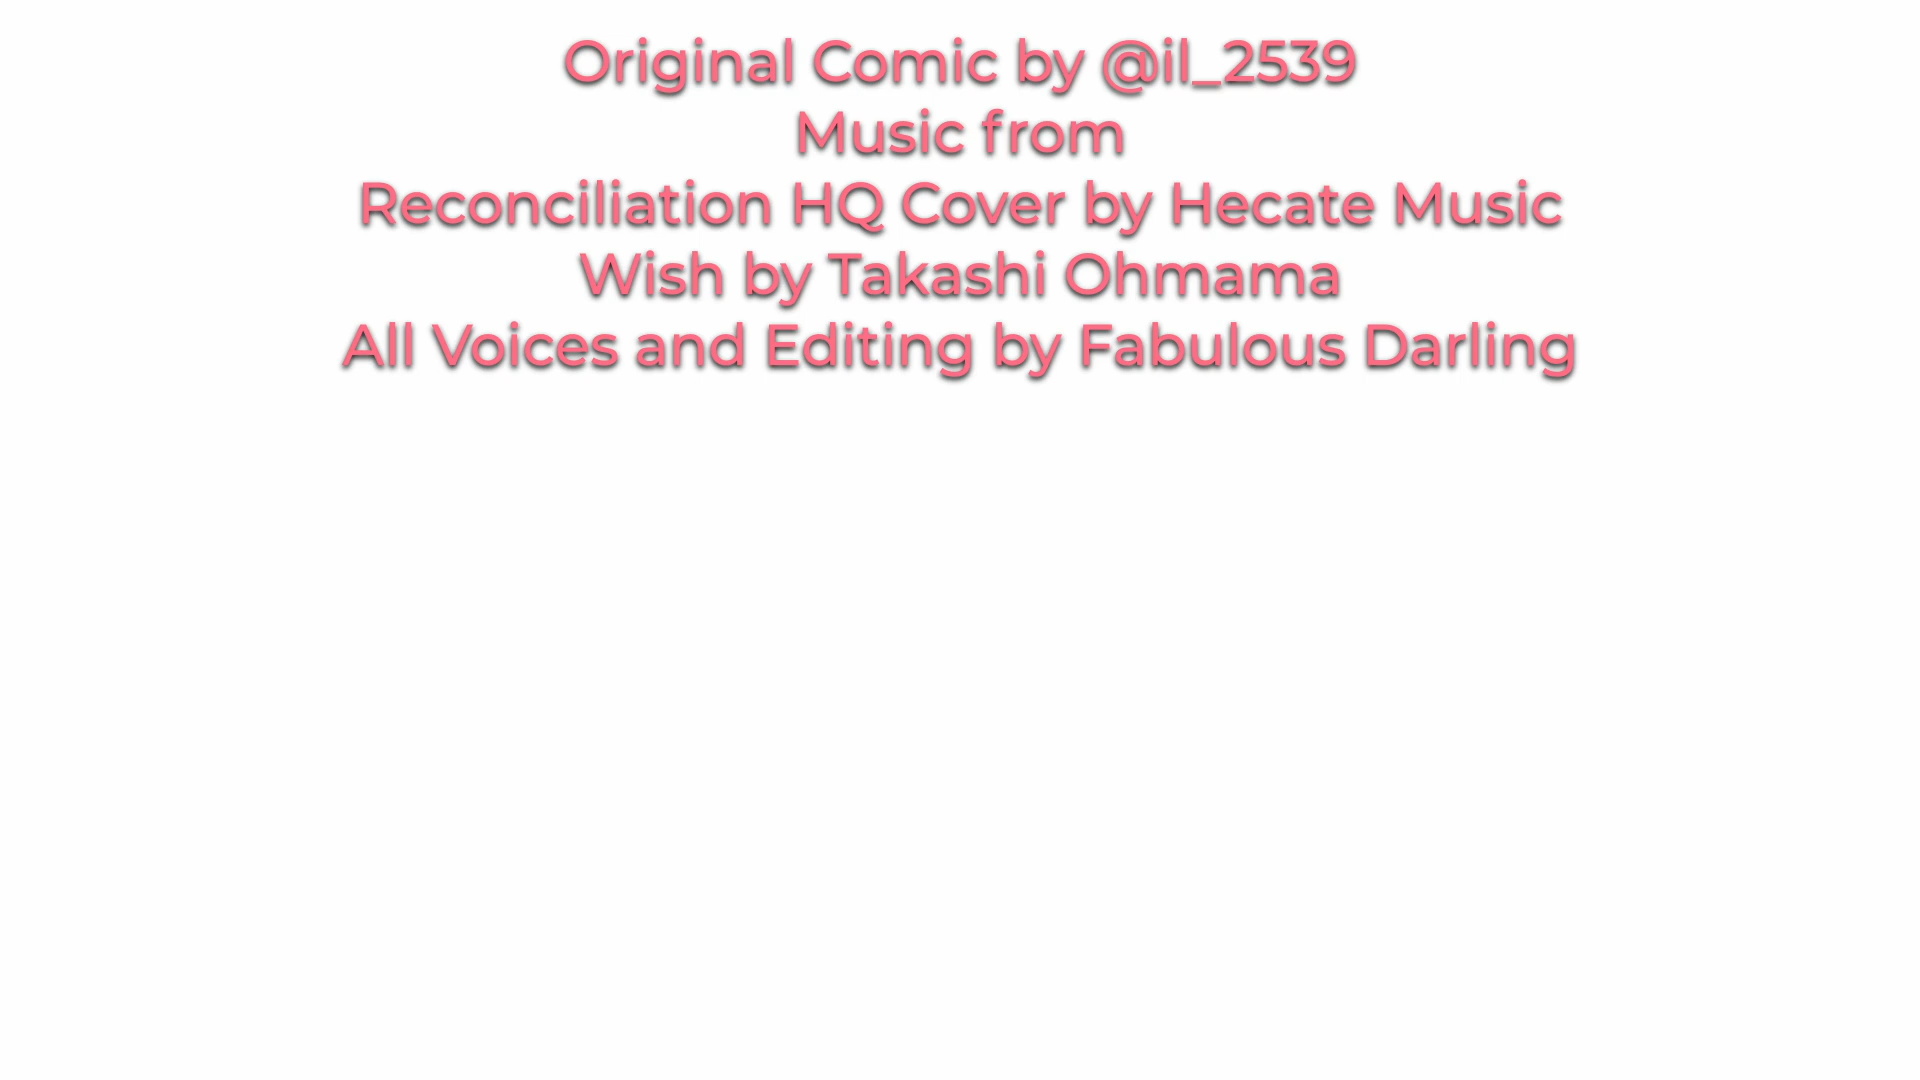 Original Comic by @il_2539
Music from
Reconciliation HQ Cover by Hecate Music
Wish by Takashi Ohmama
All Voices and Editing by Fabulous Darling